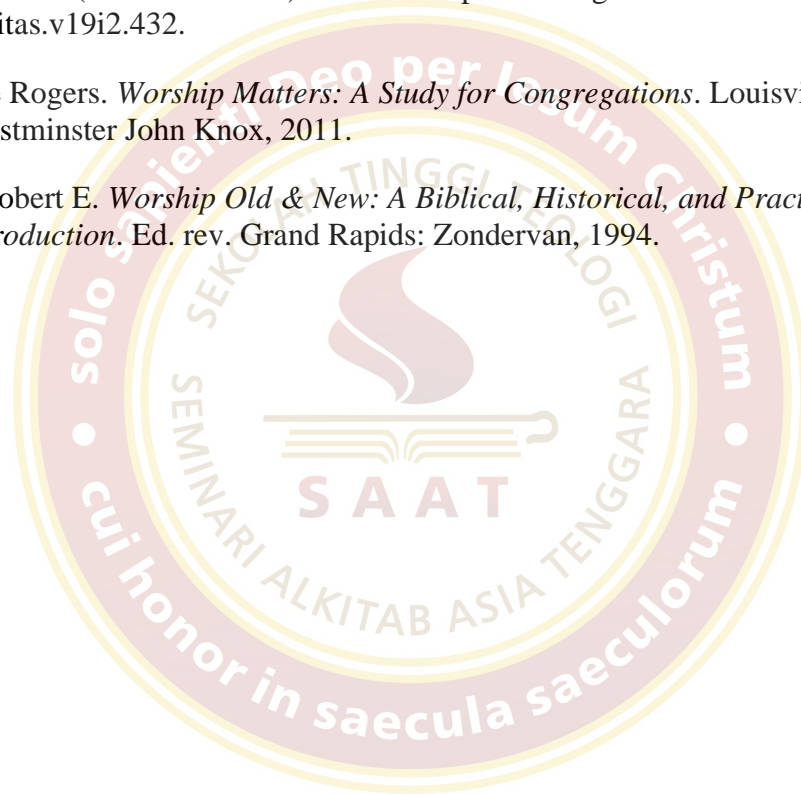 itas.v19i2.432.
e Rogers. Worship Matters: A Study for Congregations. Louisvi
stminster John Knox, 2011.
obert E. Worship Old & New: A Biblical, Historical, and Pract
roduction. Ed. rev. Grand Rapids: Zondervan, 1994.
solo sapienti Deo per Iesum Christum
SEKOLAH TINGGI TEOLOGI
SAAT
SEMINARI ALKITAB ASIA TENGGARA
cui honor in saecula saeculorum